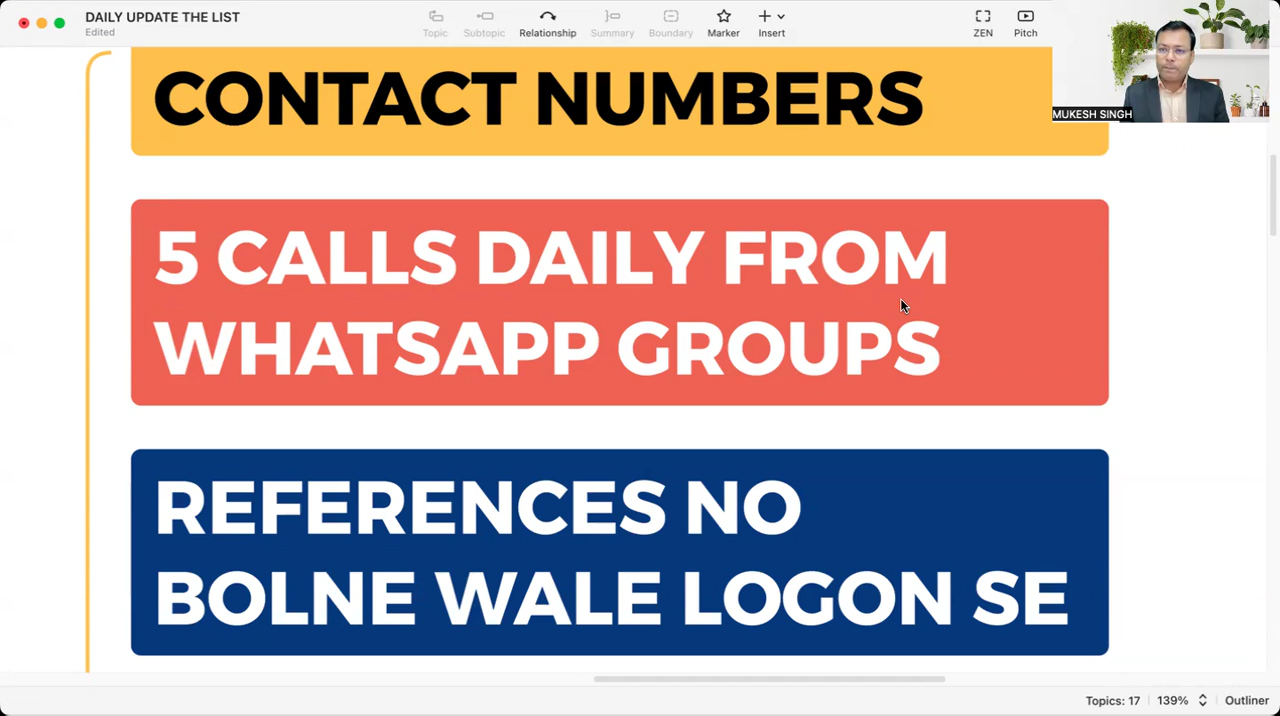 DAILY UPDATE THE LIST
Edited
Topic
Subtopic
Relationship
Summary
Boundary
Marker
Insert
ZEN
Pitch
MUKESH SINGH
CONTACT NUMBERS
5 CALLS DAILY FROM
WHATSAPP GROUPS
REFERENCES NO
BOLNE WALE LOGON SE
Topics: 17
139%
Outliner